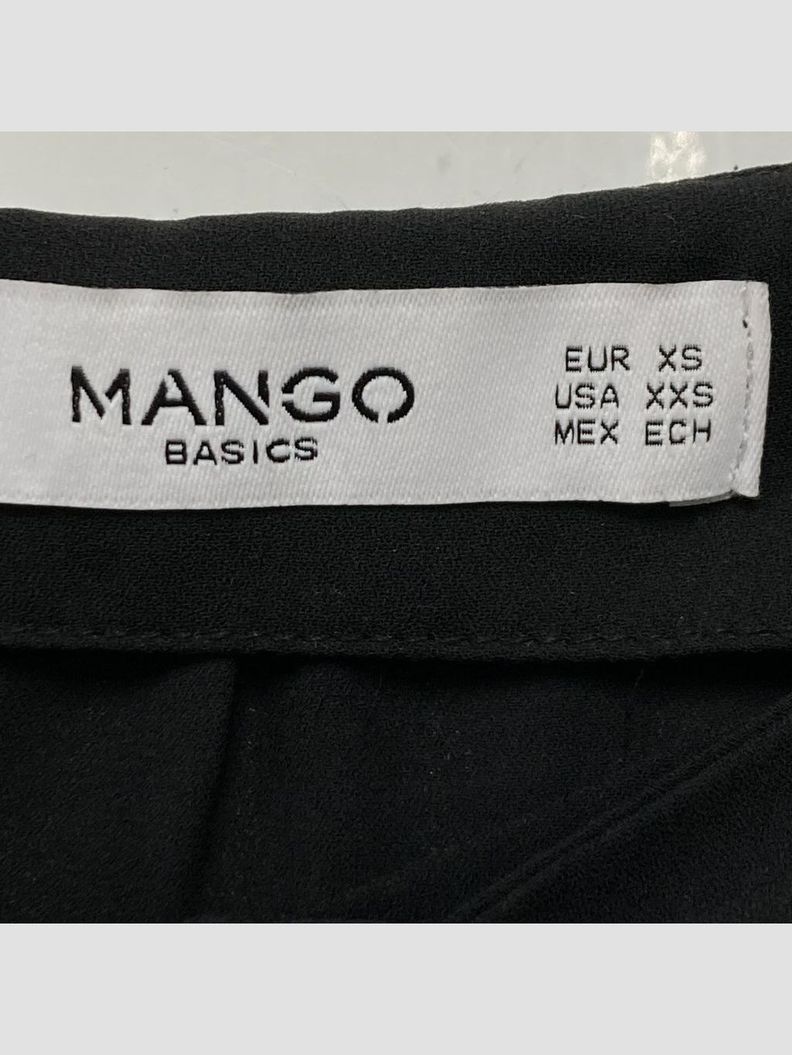 MANGO
BASICS
EUR XS
USA XXS
MEX ECH